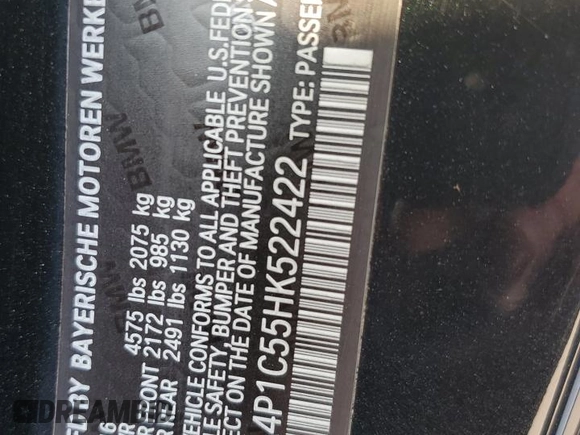 BY BAYERISCHE MOTOREN WERKE
4575 lbs 2075 kg
FRONT 2172 lbs 985 kg
REAR 2491 lbs 1130 kg
VEHICLE CONFORMS TO ALL APPLICABLE U.S. FED
SAFETY, BUMPER AND THEFT PREVENTION
ON THE DATE OF MANUFACTURE SHOWN A
4P1C55HK522422 TYPE: PASSE
BMW
BMW
BMW